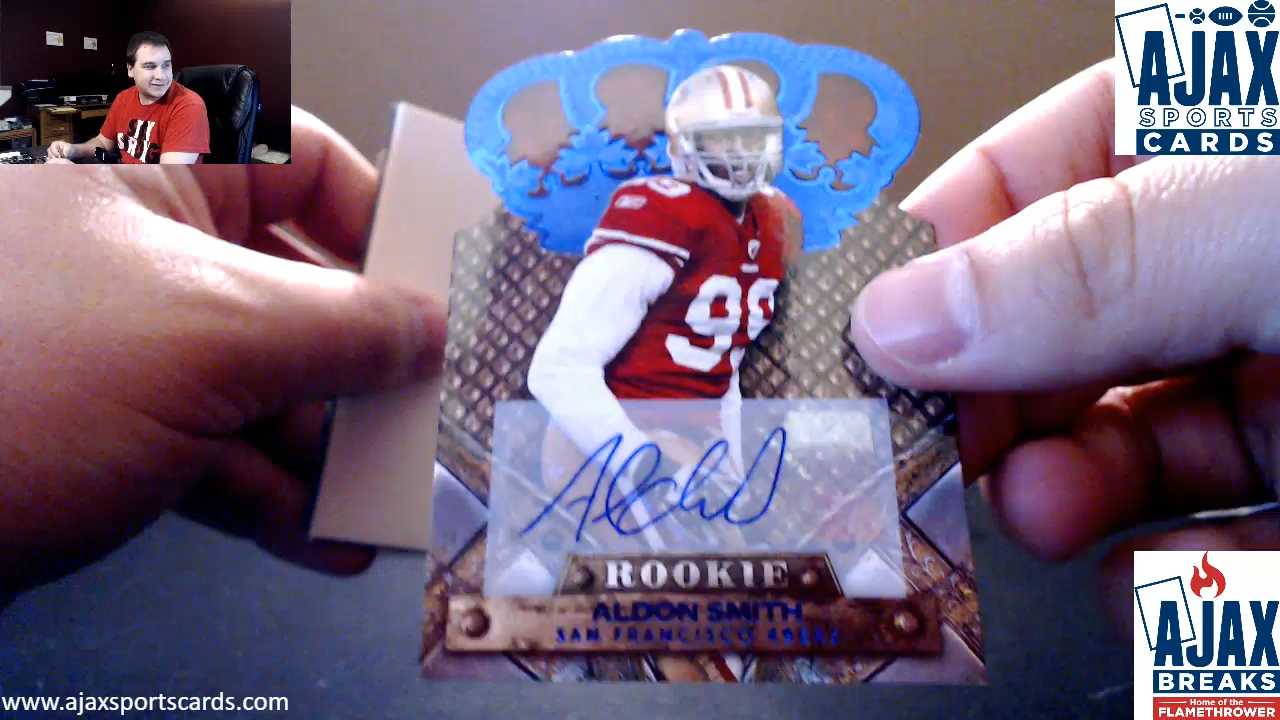 AJAX
SPORTS
CARDS
99
ROOKIE
ALDON SMITH
SAN FRANCISCO 49ERS
AJAX
BREAKS
Home of the
FLAMETHROWER
www.ajaxsportscards.com